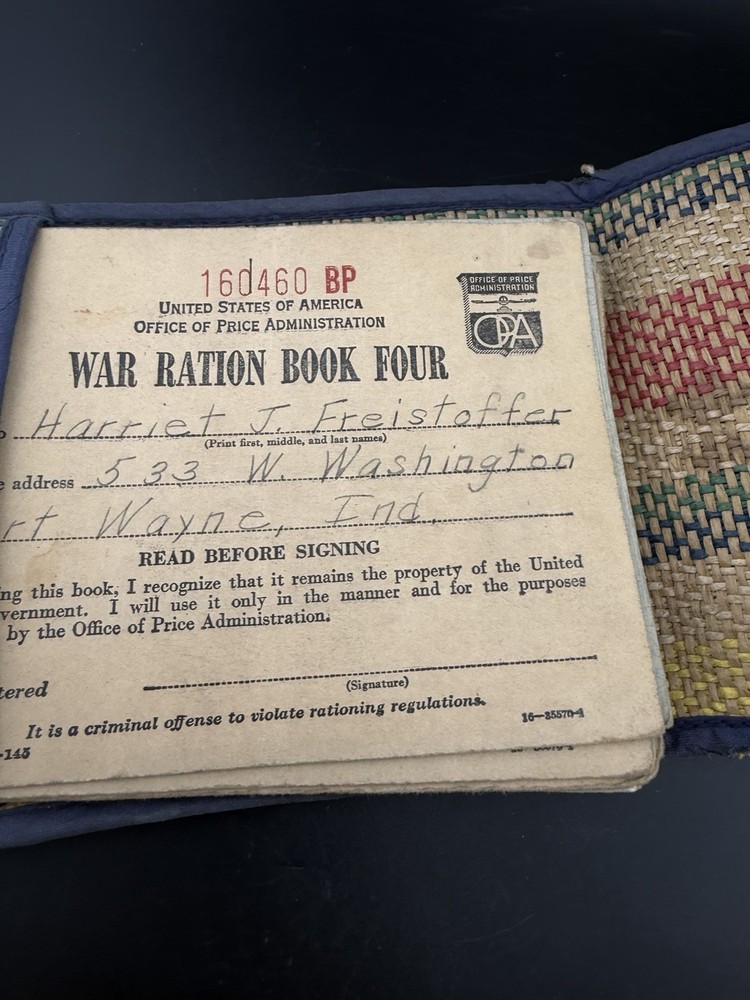 160460 BP
UNITED STATES OF AMERICA
OFFICE OF PRICE ADMINISTRATION
OFFICE OF PRICE
ADMINISTRATION
OPA
WAR RATION BOOK FOUR
Harriet J. Freistoffer
(Print first, middle, and last names)
address 533 W. Washington
rt Wayne, Ind.
READ BEFORE SIGNING
ng this book, I recognize that it remains the property of the United
vernment. I will use it only in the manner and for the purposes
by the Office of Price Administration.
tered
(Signature)
It is a criminal offense to violate rationing regulations.
-145
16—35570-1